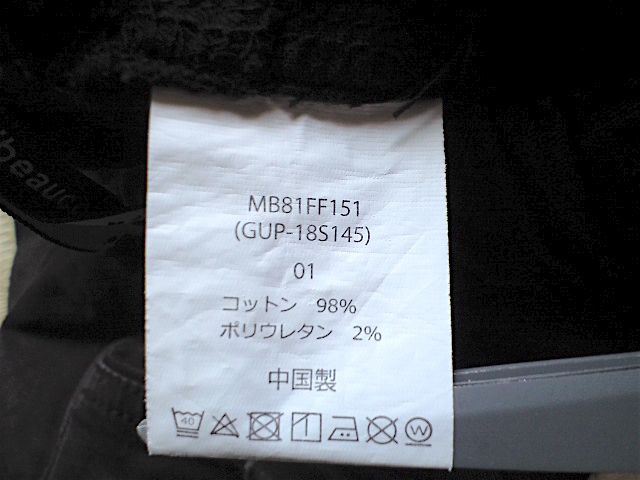 MB81FF151
(GUP-18S145)
01
コットン 98%
ポリウレタン 2%
中国製
40
W